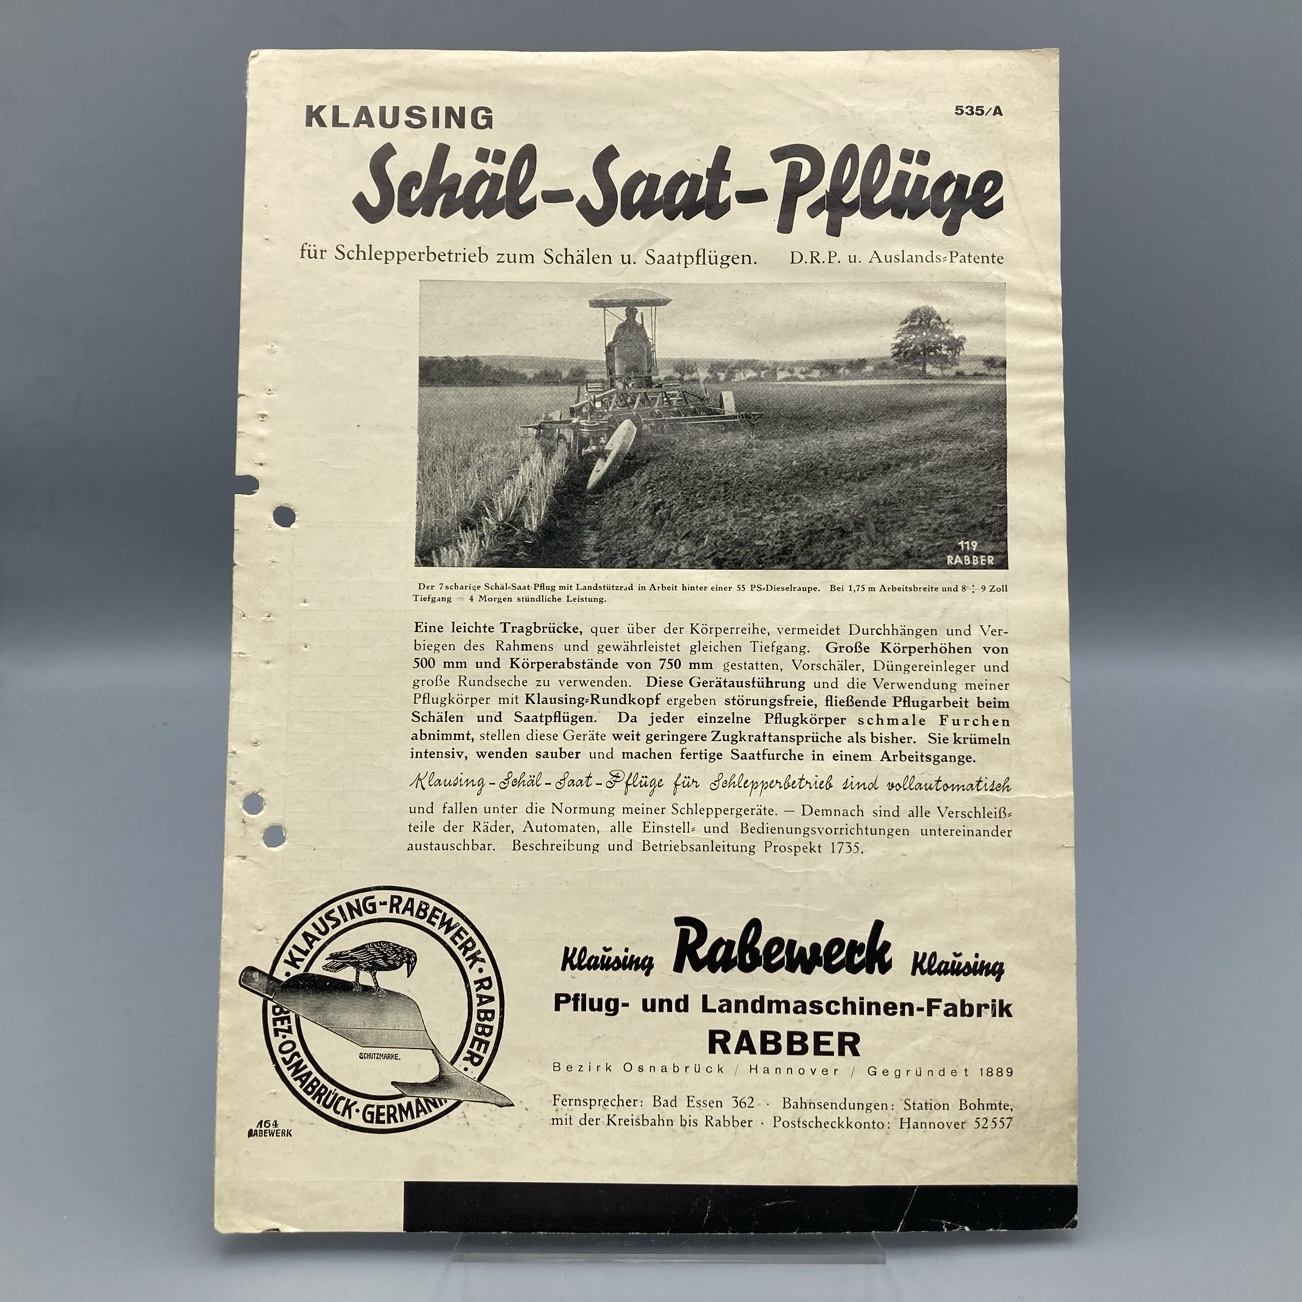 KLAUSING
535/A
Schäl-Saat-Pflüge
für Schlepperbetrieb zum Schälen u. Saatpflügen. D.R.P. u. Auslands-Patente
119
RABBER
Der 7scharige Schäl-Saat-Pflug mit Landstützrad in Arbeit hinter einer 55 PS-Dieselraupe. Bei 1,75 m Arbeitsbreite und 8 ÷ 9 Zoll
Tiefgang = 4 Morgen stündliche Leistung.
Eine leichte Tragbrücke, quer über der Körperreihe, vermeidet Durchhängen und Ver-
biegen des Rahmens und gewährleistet gleichen Tiefgang. Große Körperhöhen von
500 mm und Körperabstände von 750 mm gestatten, Vorschäler, Düngereinleger und
große Rundseche zu verwenden. Diese Gerätausführung und die Verwendung meiner
Pflugkörper mit Klausing-Rundkopf ergeben störungsfreie, fließende Pflugarbeit beim
Schälen und Saatpflügen. Da jeder einzelne Pflugkörper schmale Furchen
abnimmt, stellen diese Geräte weit geringere Zugkraftansprüche als bisher. Sie krümeln
intensiv, wenden sauber und machen fertige Saatfurche in einem Arbeitsgange.
Klausing-Schäl-Saat-Pflüge für Schlepperbetrieb sind vollautomatisch
und fallen unter die Normung meiner Schleppergeräte. — Demnach sind alle Verschleiß-
teile der Räder, Automaten, alle Einstell- und Bedienungsvorrichtungen untereinander
austauschbar. Beschreibung und Betriebsanleitung Prospekt 1735.
KLAUSING-RABEWERK·RABBER·
BEZ·OSNABRÜCK·GERMANY
SCHUTZMARKE.
164
RABEWERK
Klausing Rabewerk Klausing
Pflug- und Landmaschinen-Fabrik
RABBER
Bezirk Osnabrück / Hannover / Gegründet 1889
Fernsprecher: Bad Essen 362 · Bahnsendungen: Station Bohmte,
mit der Kreisbahn bis Rabber · Postscheckkonto: Hannover 52557